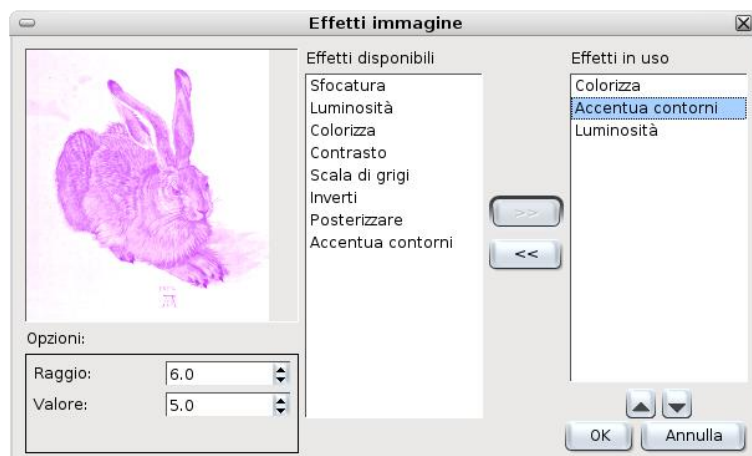 Effetti immagine
Effetti disponibili
Sfocatura
Luminosità
Colorizza
Contrasto
Scala di grigi
Inverti
Posterizzare
Accentua contorni
>>
<<
Effetti in uso
Colorizza
Accentua contorni
Luminosità
Opzioni:
Raggio: 6.0
Valore: 5.0
OK
Annulla